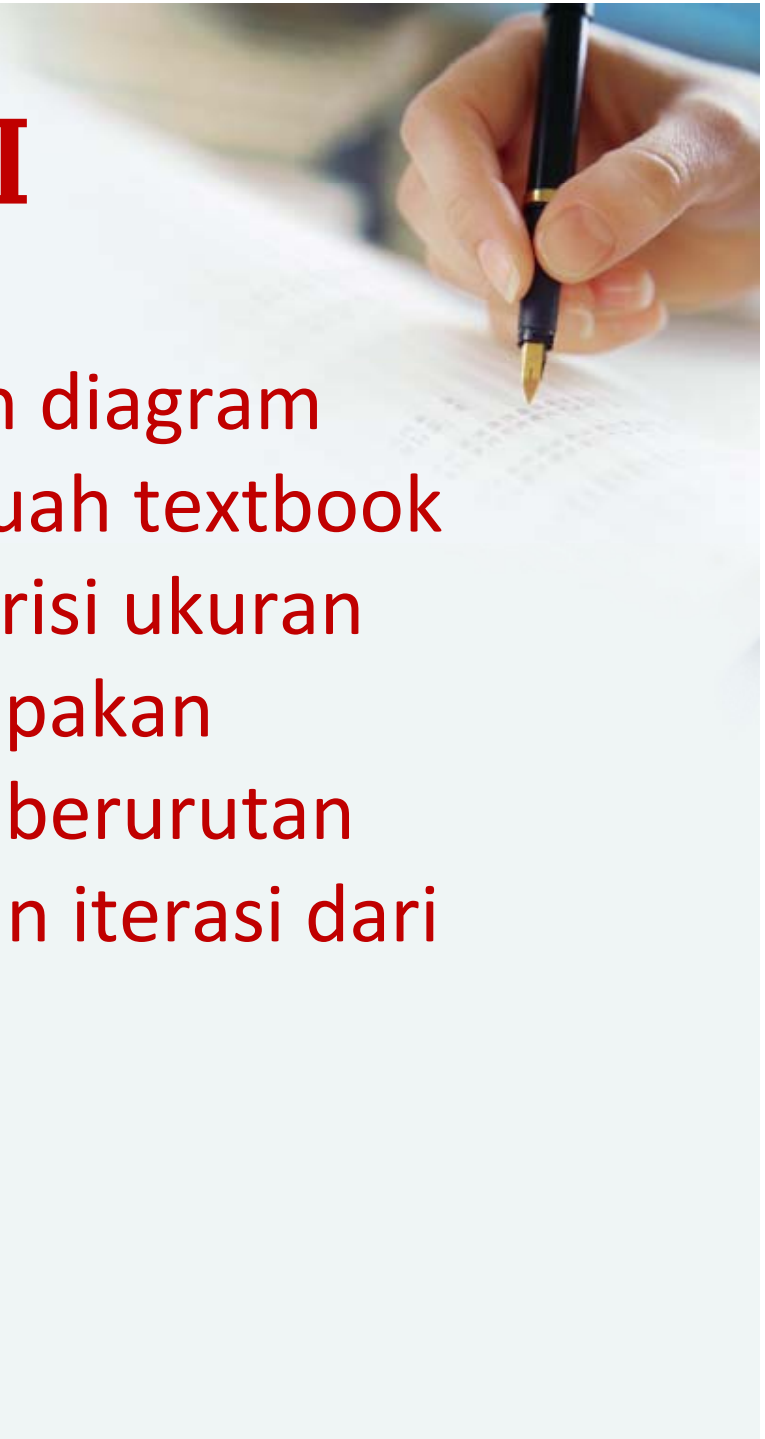 I
n diagram
uah textbook
risi ukuran
pakan
berurutan
n iterasi dari